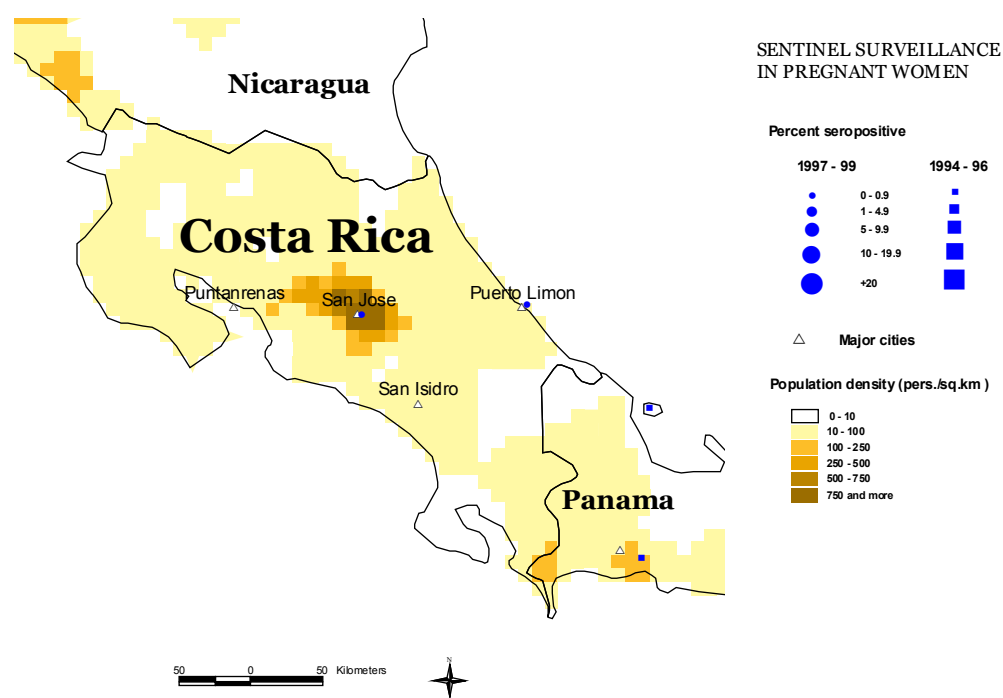 SENTINEL SURVEILLANCE
IN PREGNANT WOMEN
Nicaragua
Percent seropositive
1997 - 99 1994 - 96
0 - 0.9
1 - 4.9
5 - 9.9
10 - 19.9
+20
Costa Rica
Puntanrenas
San Jose
Puerto Limon
Major cities
San Isidro
Population density (pers./sq.km )
0 - 10
10 - 100
100 - 250
250 - 500
500 - 750
750 and more
Panama
50 0 50 Kilometers
N